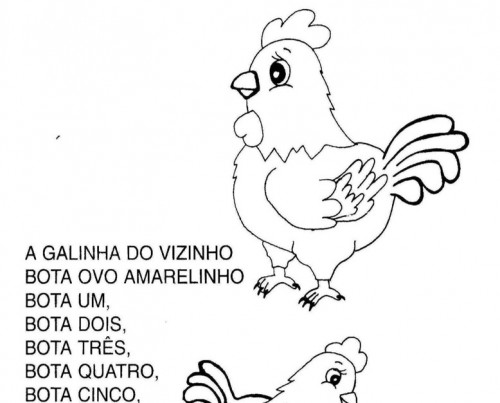 A GALINHA DO VIZINHO
BOTA OVO AMARELINHO
BOTA UM,
BOTA DOIS,
BOTA TRÊS,
BOTA QUATRO,
BOTA CINCO,